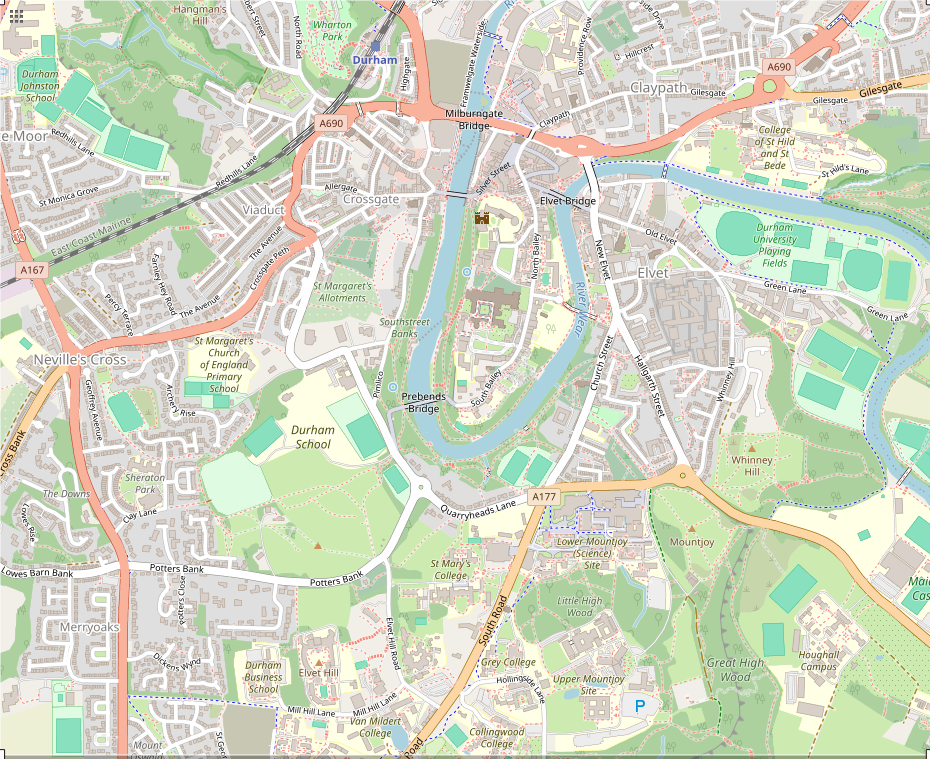 Hangman's
Hill
North Road
Wharton
Park
Durham
Highgate
Framwelgate Waterside
Providence Row
Hillcrest
A690
Claypath
Gilesgate
Gilesgate
Gilesgate
Durham
Johnston
School
A690
Milburngate
Bridge
Claypath
College
of St Hild
and St
Bede
St Hild's Lane
e Moor
Redhills Lane
Redhills Lane
St Monica Grove
Allergate
Crossgate
Silver Street
Elvet Bridge
Viaduct
East Coast Mainline
The Avenue
Crossgate Peth
North Bailey
New Elvet
Old Elvet
Durham
University
Playing
Fields
A167
Farnley Hey Road
The Avenue
Percy Terrace
St Margaret's
Allotments
Elvet
Green Lane
Green Lane
River Wear
Southstreet
Banks
Neville's Cross
St Margaret's
Church
of England
Primary
School
Church Street
Hallgarth Street
Whinney Hill
Pimlico
South Bailey
Prebends
Bridge
Geoffrey Avenue
Archery Rise
Durham
School
ross Bank
Whinney
Hill
Sheraton
Park
The Downs
Lowes Rise
Clay Lane
A177
Quarryheads Lane
Lower Mountjoy
(Science)
Site
Mountjoy
Lowes Barn Bank
Potters Bank
Potters Bank
St Mary's
College
Potters Close
Maid
Cas
Little High
Wood
Merryoaks
Elvet Hill Road
South Road
Dickens Wynd
Durham
Business
School
Elvet Hill
Grey College
Hollingside Lane
Upper Mountjoy
Site
Great High
Wood
Houghall
Campus
Mill Hill Lane
Mill Hill Lane
P
Van Mildert
College
Collingwood
College
Mount
Oswald
Road